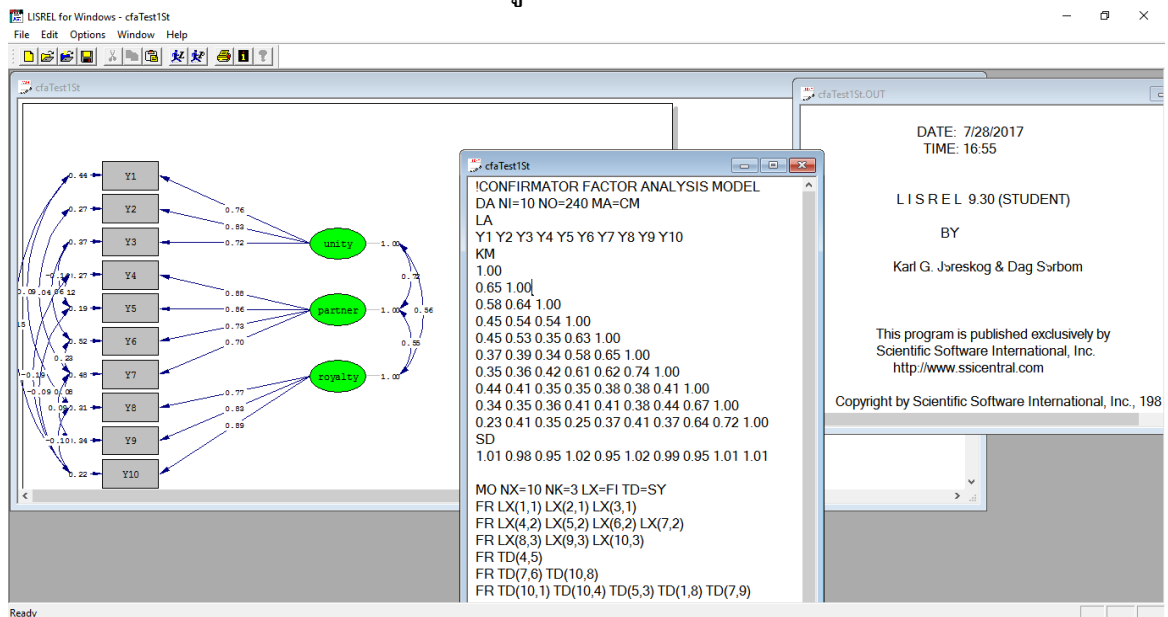 LISREL for Windows - cfaTest1St
File Edit Options Window Help
cfaTest1St
Y1
Y2
Y3
Y4
Y5
Y6
Y7
Y8
Y9
Y10
0.44
0.27
0.37
0.19
0.52
0.48
0.22
0.76
0.83
0.72
0.88
0.86
0.73
0.70
0.77
0.83
0.89
unity
partner
royalty
1.00
1.00
1.00
0.56
0.55
0.23
cfaTest1St
!CONFIRMATOR FACTOR ANALYSIS MODEL
DA NI=10 NO=240 MA=CM
LA
Y1 Y2 Y3 Y4 Y5 Y6 Y7 Y8 Y9 Y10
KM
1.00
0.65 1.00
0.58 0.64 1.00
0.45 0.54 0.54 1.00
0.45 0.53 0.35 0.63 1.00
0.37 0.39 0.34 0.58 0.65 1.00
0.35 0.36 0.42 0.61 0.62 0.74 1.00
0.44 0.41 0.35 0.35 0.38 0.38 0.41 1.00
0.34 0.35 0.36 0.41 0.41 0.38 0.44 0.67 1.00
0.23 0.41 0.35 0.25 0.37 0.41 0.37 0.64 0.72 1.00
SD
1.01 0.98 0.95 1.02 0.95 1.02 0.99 0.95 1.01 1.01
MO NX=10 NK=3 LX=FI TD=SY
FR LX(1,1) LX(2,1) LX(3,1)
FR LX(4,2) LX(5,2) LX(6,2) LX(7,2)
FR LX(8,3) LX(9,3) LX(10,3)
FR TD(4,5)
FR TD(7,6) TD(10,8)
FR TD(10,1) TD(10,4) TD(5,3) TD(1,8) TD(7,9)
cfaTest1St.OUT
DATE: 7/28/2017
TIME: 16:55
L I S R E L 9.30 (STUDENT)
BY
Karl G. Jöreskog & Dag Sörbom
This program is published exclusively by
Scientific Software International, Inc.
http://www.ssicentral.com
Copyright by Scientific Software International, Inc., 198
Ready